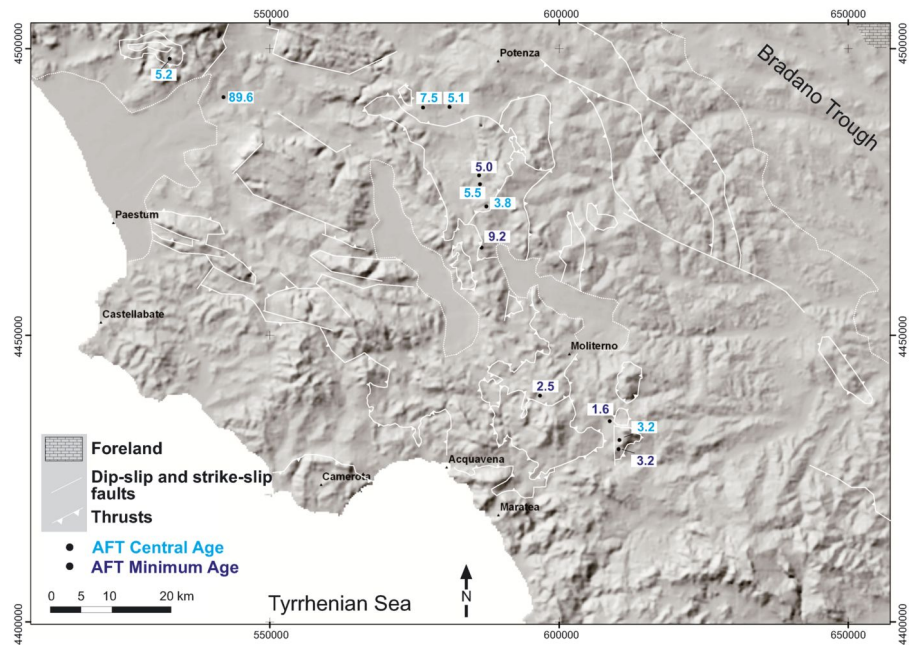 550000
600000
650000
4500000
4500000
Potenza
Bradano Trough
5.2
89.6
7.5
5.1
5.0
5.5
3.8
9.2
Paestum
Castellabate
4450000
4450000
Moliterno
2.5
1.6
3.2
3.2
Acquavena
Camerota
Maratea
Foreland
Dip-slip and strike-slip
faults
Thrusts
AFT Central Age
AFT Minimum Age
0 5 10 20 km
N
Tyrrhenian Sea
4400000
4400000
550000
600000
650000